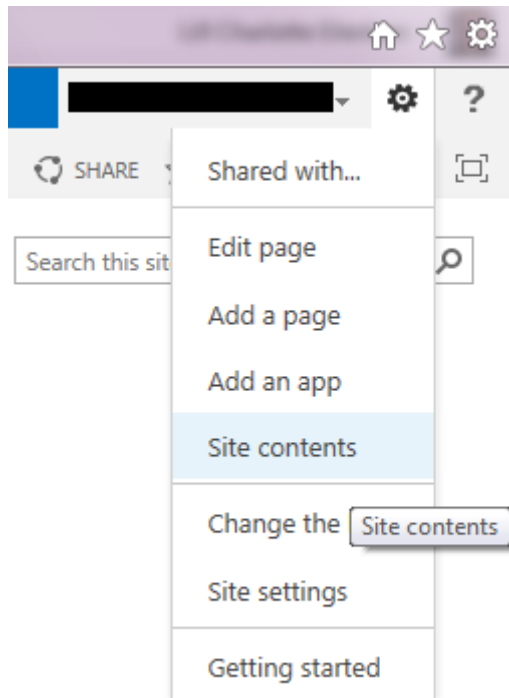 ?
SHARE
Shared with...
Search this sit
Edit page
Add a page
Add an app
Site contents
Change the
Site contents
Site settings
Getting started